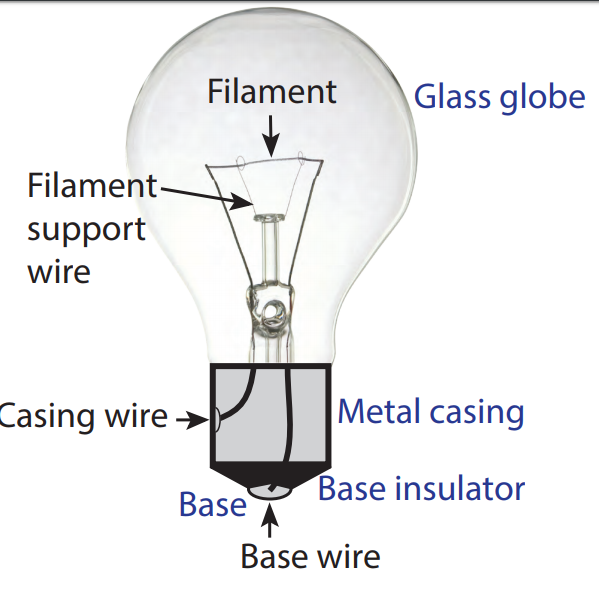 Filament
Glass globe
Filament
support
wire
Casing wire
Metal casing
Base insulator
Base
Base wire